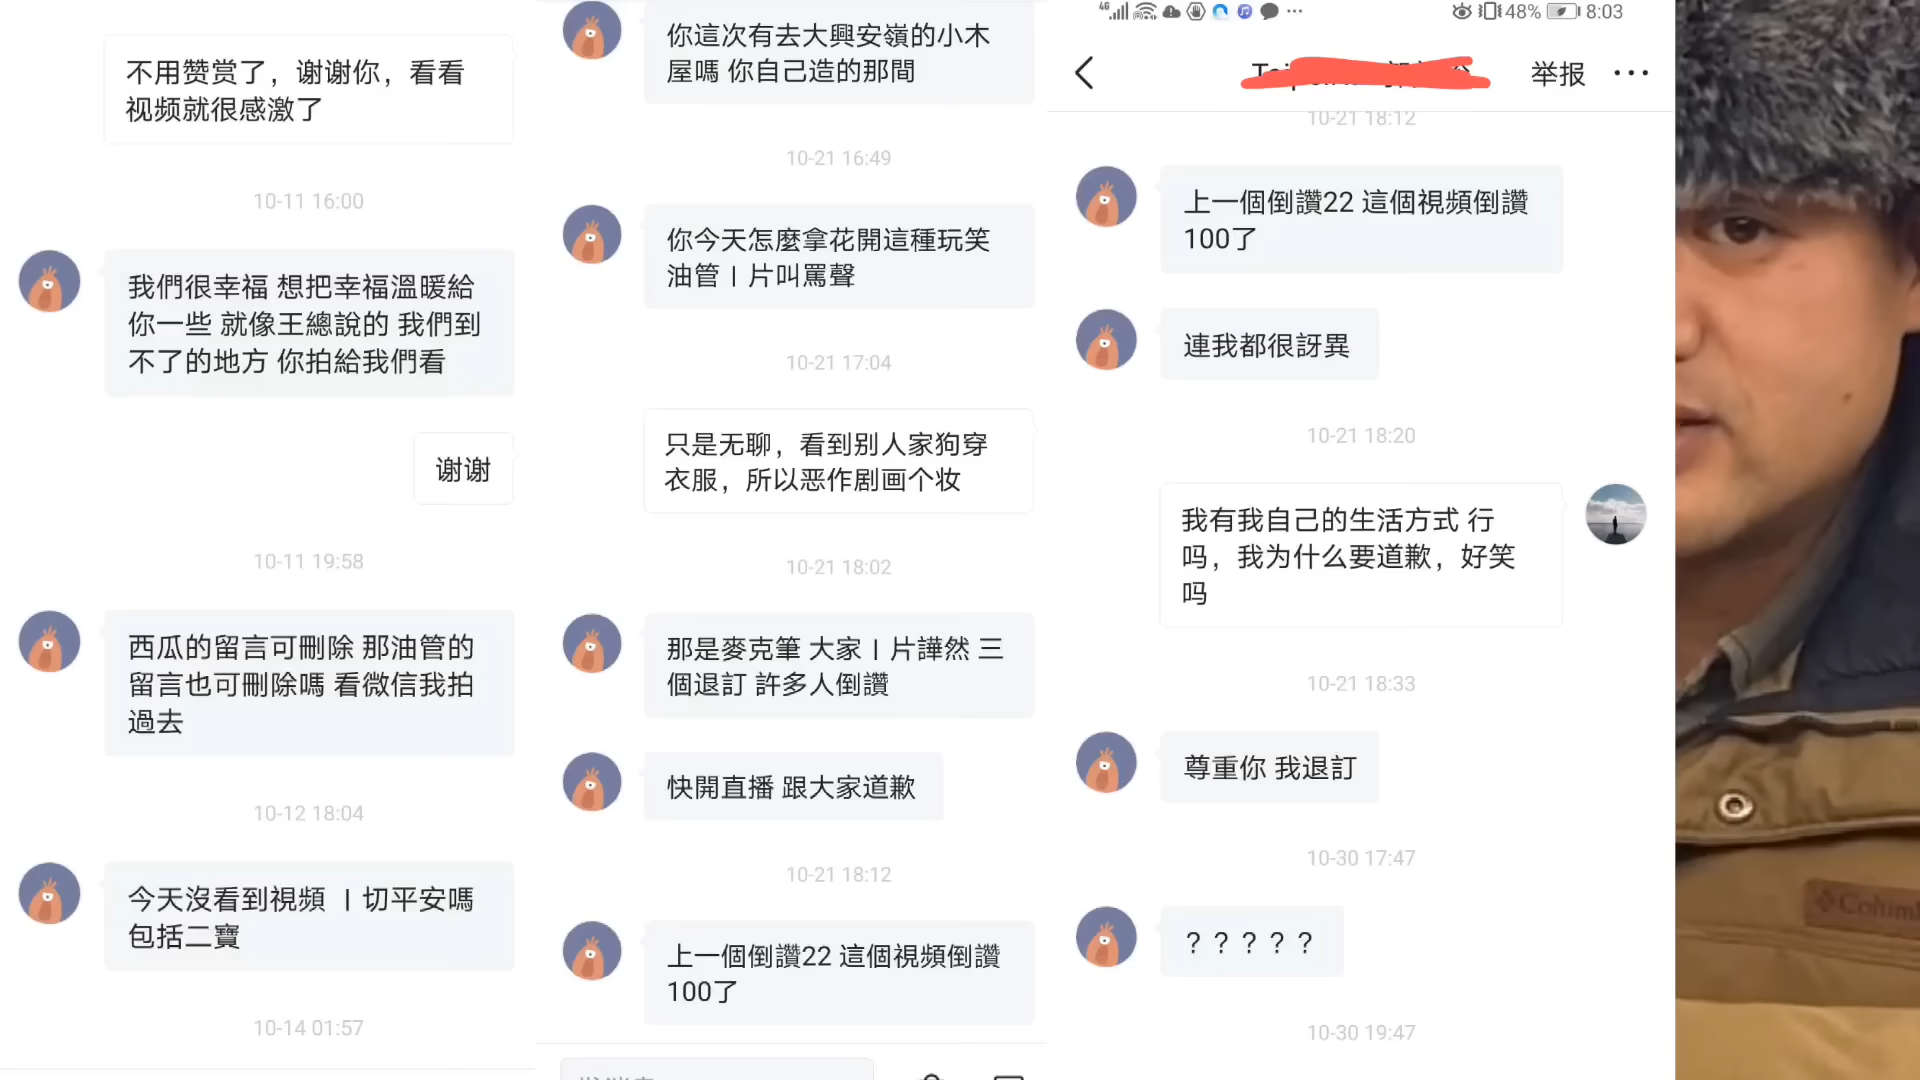 不用赞赏了，谢谢你，看看
视频就很感激了
10-11 16:00
我們很幸福 想把幸福溫暖給
你一些 就像王總說的 我們到
不了的地方 你拍給我們看
谢谢
10-11 19:58
西瓜的留言可刪除 那油管的
留言也可刪除嗎 看微信我拍
過去
10-12 18:04
今天沒看到視頻 丨切平安嗎
包括二寶
10-14 01:57
你這次有去大興安嶺的小木
屋嗎 你自己造的那間
10-21 16:49
你今天怎麼拿花開這種玩笑
油管丨片叫罵聲
10-21 17:04
只是无聊，看到别人家狗穿
衣服，所以恶作剧画个妆
10-21 18:02
那是麥克筆 大家丨片譁然 三
個退訂 許多人倒讚
快開直播 跟大家道歉
10-21 18:12
上一個倒讚22 這個視頻倒讚
100了
4G 48% 8:03
举报
10-21 18:12
上一個倒讚22 這個視頻倒讚
100了
連我都很訝異
10-21 18:20
我有我自己的生活方式 行
吗，我为什么要道歉，好笑
吗
10-21 18:33
尊重你 我退訂
10-30 17:47
？？？？？
10-30 19:47